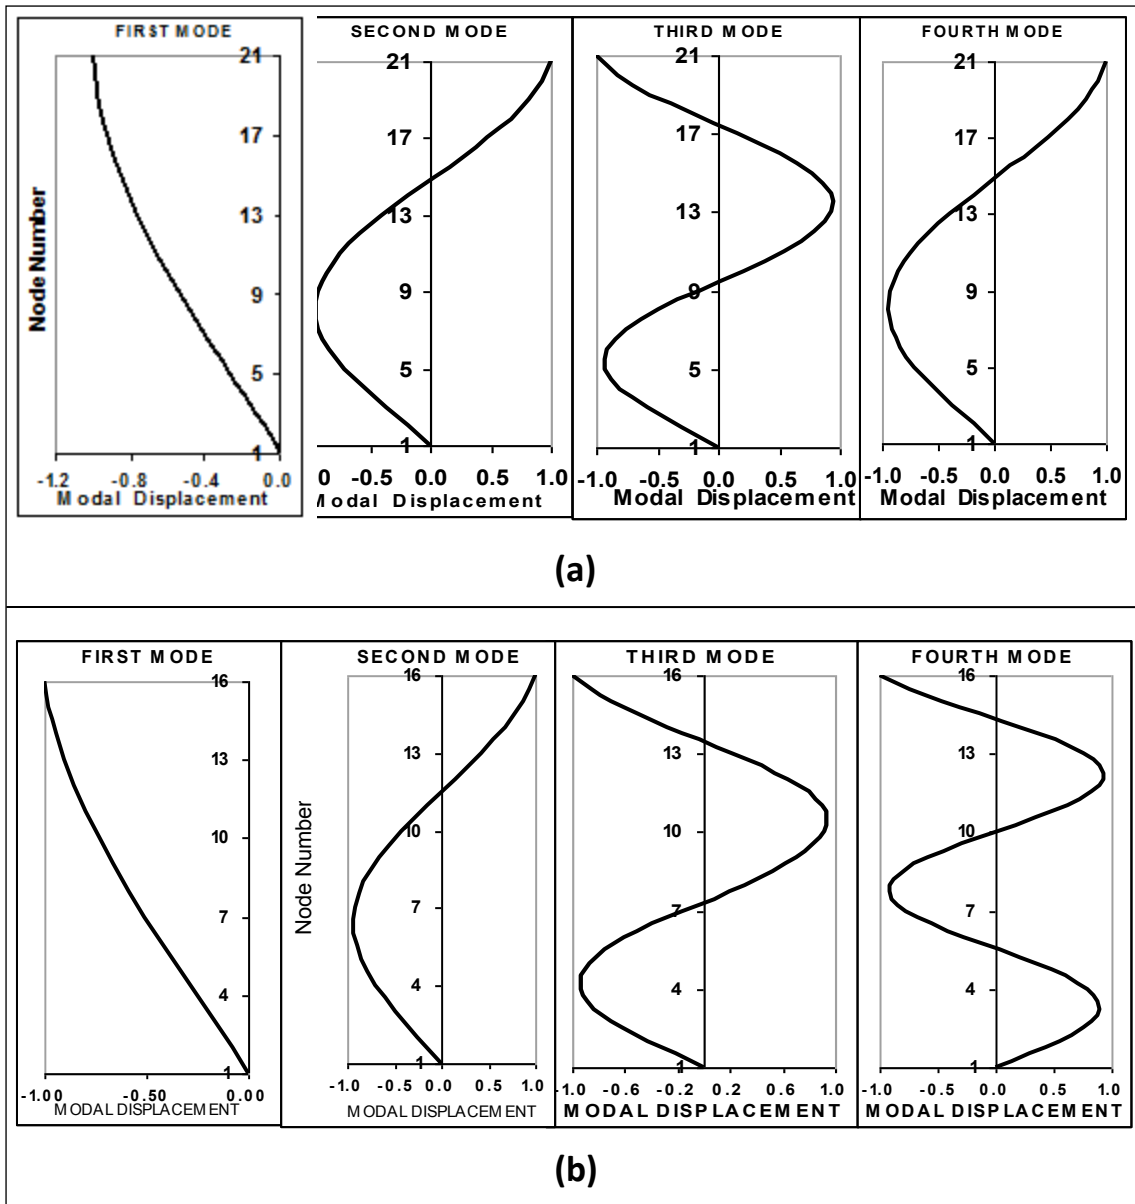 FIRST MODE
SECOND MODE
THIRD MODE
FOURTH MODE
21
17
13
9
5
1
-1.2 -0.8 -0.4 0.0
Node Number
Modal Displacement
21
17
13
9
5
1
0 -0.5 0.0 0.5 1.0
Modal Displacement
21
17
13
9
5
1
-1.0 -0.5 0.0 0.5 1.0
Modal Displacement
21
17
13
9
5
1
-1.0 -0.5 0.0 0.5 1.0
Modal Displacement
(a)
FIRST MODE
SECOND MODE
THIRD MODE
FOURTH MODE
16
13
10
7
4
1
-1.00 -0.50 0.00
MODAL DISPLACEMENT
Node Number
16
13
10
7
4
1
-1.0 -0.5 0.0 0.5 1.0
MODAL DISPLACEMENT
16
13
10
7
4
1
-1.0 -0.6 -0.2 0.2 0.6 1.0
MODAL DISPLACEMENT
16
13
10
7
4
1
-1.0 -0.5 0.0 0.5 1.0
MODAL DISPLACEMENT
(b)